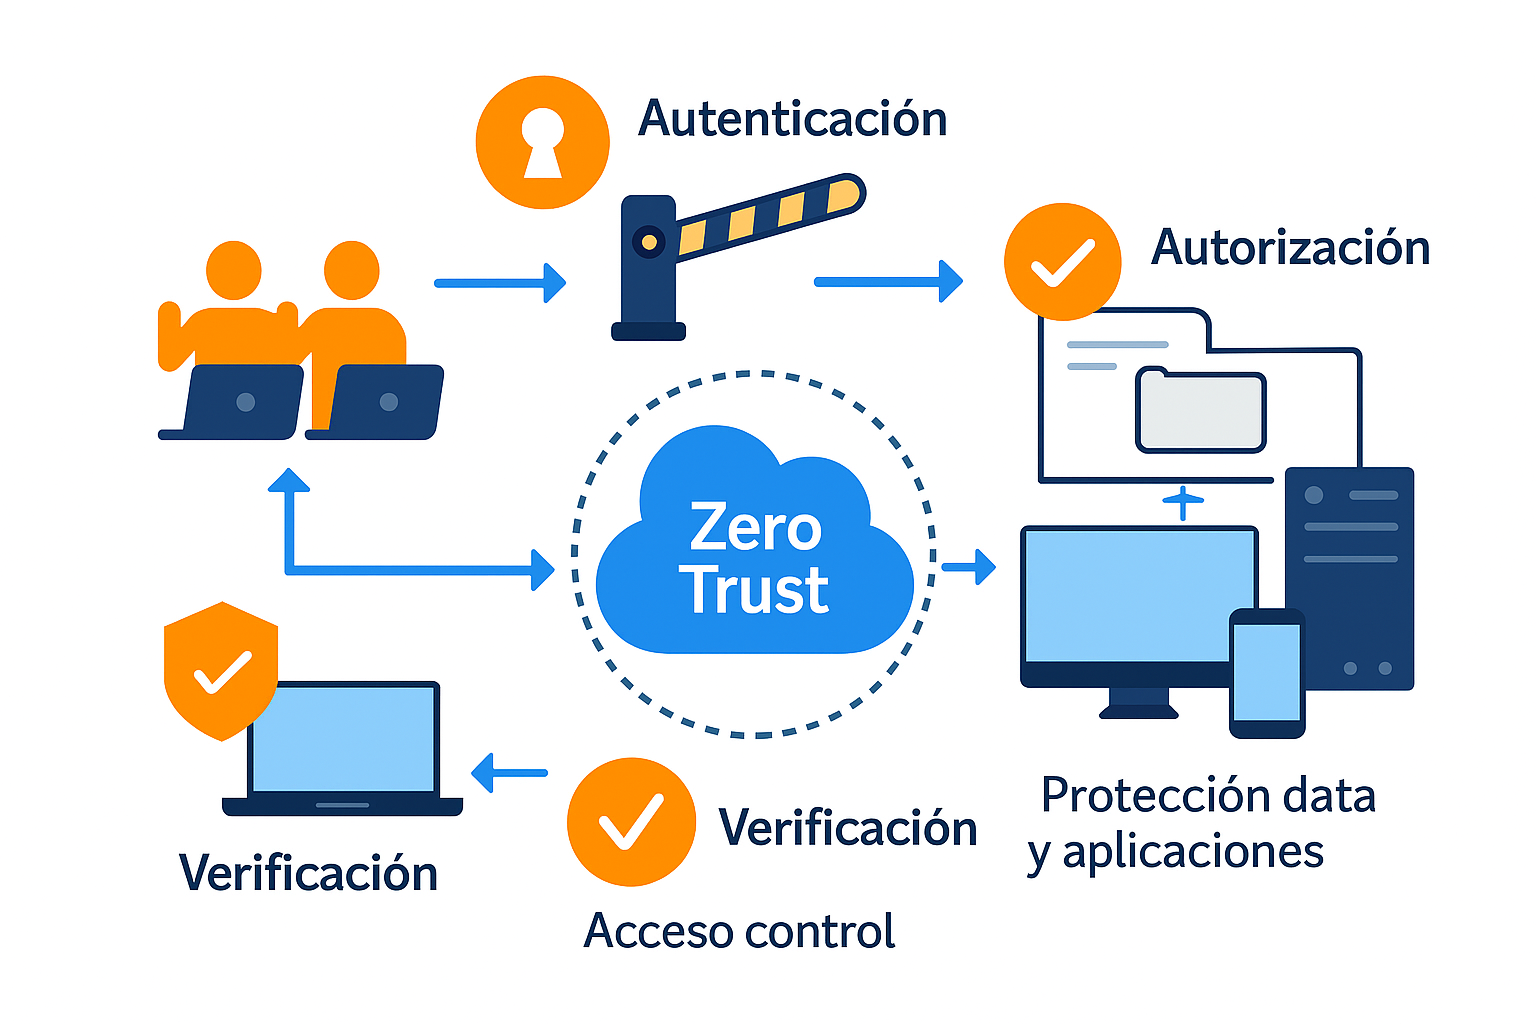 Autenticación
Autorización
Zero
Trust
Verificación
Verificación
Acceso control
Protección data
y aplicaciones